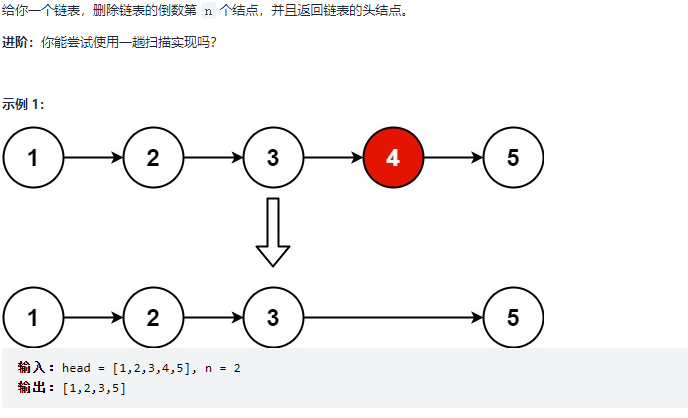 给你一个链表，删除链表的倒数第 n 个结点，并且返回链表的头结点。
进阶：你能尝试使用一趟扫描实现吗？
示例 1：
1 2 3 4 5
1 2 3 5
输入：head = [1,2,3,4,5], n = 2
输出：[1,2,3,5]